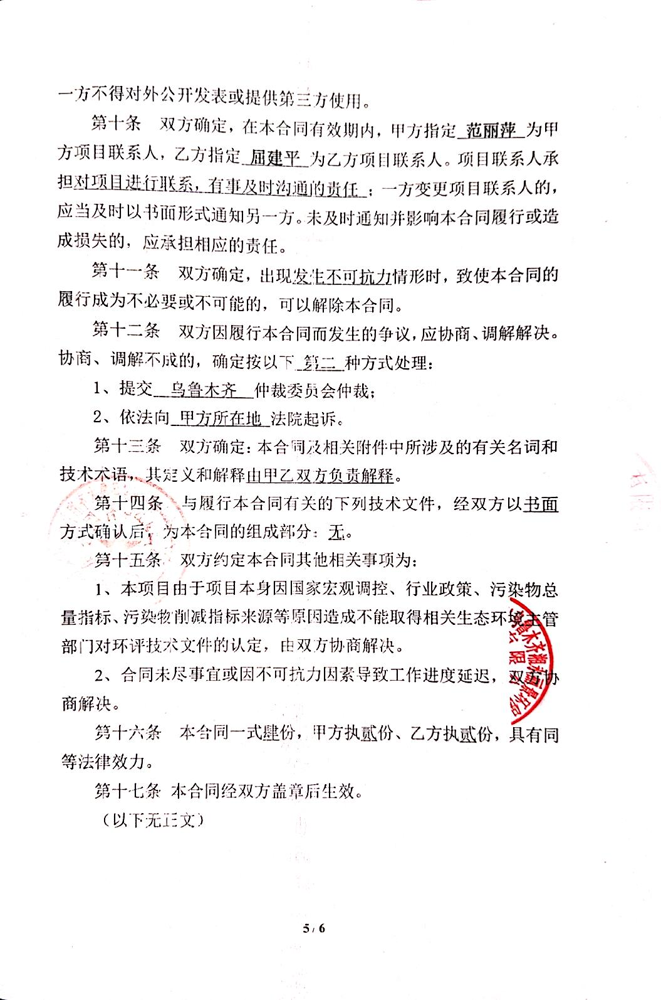 一方不得对外公开发表或提供第三方使用。
第十条　双方确定，在本合同有效期内，甲方指定 范丽萍 为甲
方项目联系人，乙方指定 屈建平 为乙方项目联系人。项目联系人承
担对项目进行联系，有事及时沟通的责任；一方变更项目联系人的，
应当及时以书面形式通知另一方。未及时通知并影响本合同履行或造
成损失的，应承担相应的责任。
第十一条　双方确定，出现发生不可抗力情形时，致使本合同的
履行成为不必要或不可能的，可以解除本合同。
第十二条　双方因履行本合同而发生的争议，应协商、调解解决。
协商、调解不成的，确定按以下 第二 种方式处理：
1、提交 乌鲁木齐 仲裁委员会仲裁；
2、依法向 甲方所在地 法院起诉。
第十三条　双方确定：本合同及相关附件中所涉及的有关名词和
技术术语，其定义和解释由甲乙双方负责解释。
第十四条　与履行本合同有关的下列技术文件，经双方以书面
方式确认后，为本合同的组成部分：无。
第十五条　双方约定本合同其他相关事项为：
1、本项目由于项目本身因国家宏观调控、行业政策、污染物总
量指标、污染物削减指标来源等原因造成不能取得相关生态环境主管
部门对环评技术文件的认定，由双方协商解决。
2、合同未尽事宜或因不可抗力因素导致工作进度延迟，双方协
商解决。
第十六条　本合同一式肆份，甲方执贰份、乙方执贰份，具有同
等法律效力。
第十七条 本合同经双方盖章后生效。
（以下无正文）
5 / 6